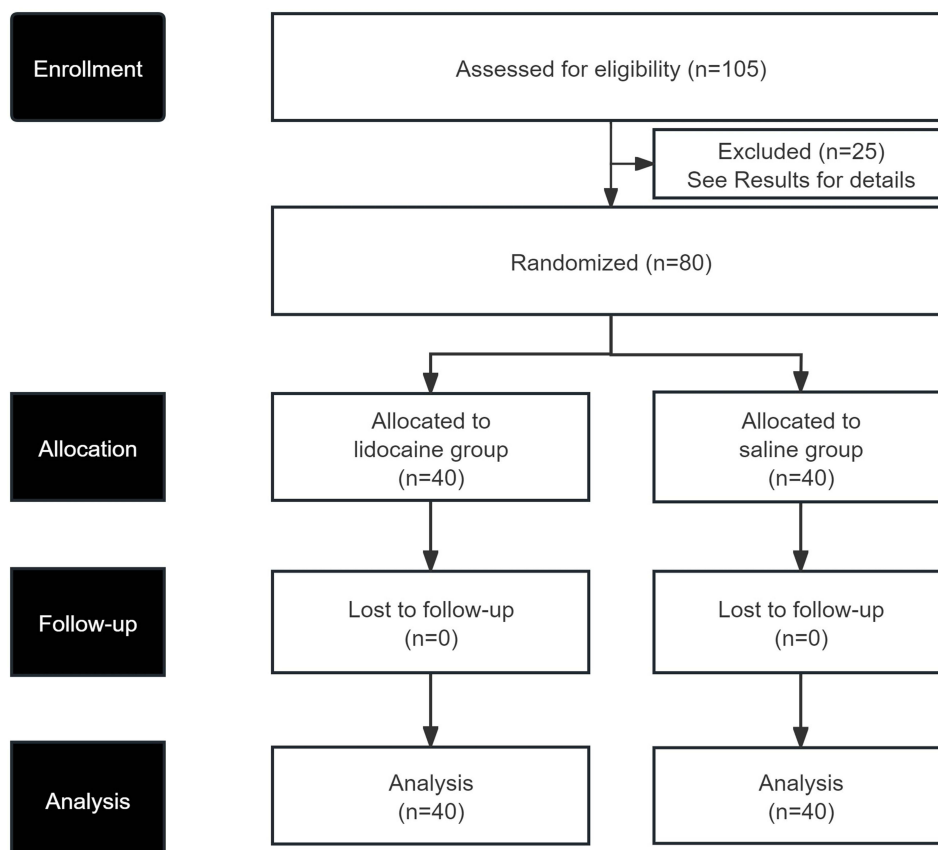 Enrollment
Assessed for eligibility (n=105)
Excluded (n=25)
See Results for details
Randomized (n=80)
Allocation
Allocated to
lidocaine group
(n=40)
Allocated to
saline group
(n=40)
Follow-up
Lost to follow-up
(n=0)
Lost to follow-up
(n=0)
Analysis
Analysis
(n=40)
Analysis
(n=40)